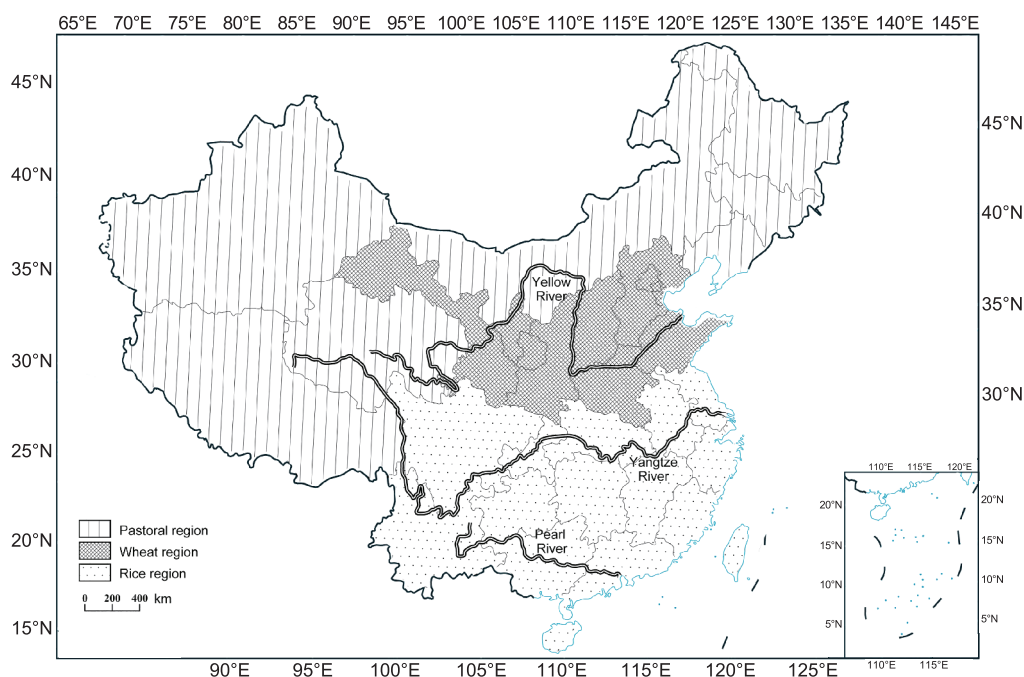 65°E 70°E 75°E 80°E 85°E 90°E 95°E 100°E 105°E 110°E 115°E 120°E 125°E 130°E 135°E 140°E 145°E
45°N
45°N
40°N
40°N
35°N
Yellow
River
35°N
30°N
30°N
25°N
Yangtze
River
110°E 115°E 120°E
20°N
20°N
Pearl
River
Pastoral region
Wheat region
Rice region
0 200 400 km
20°N
15°N
15°N
10°N
10°N
5°N
5°N
15°N
110°E 115°E
90°E 95°E 100°E 105°E 110°E 115°E 120°E 125°E